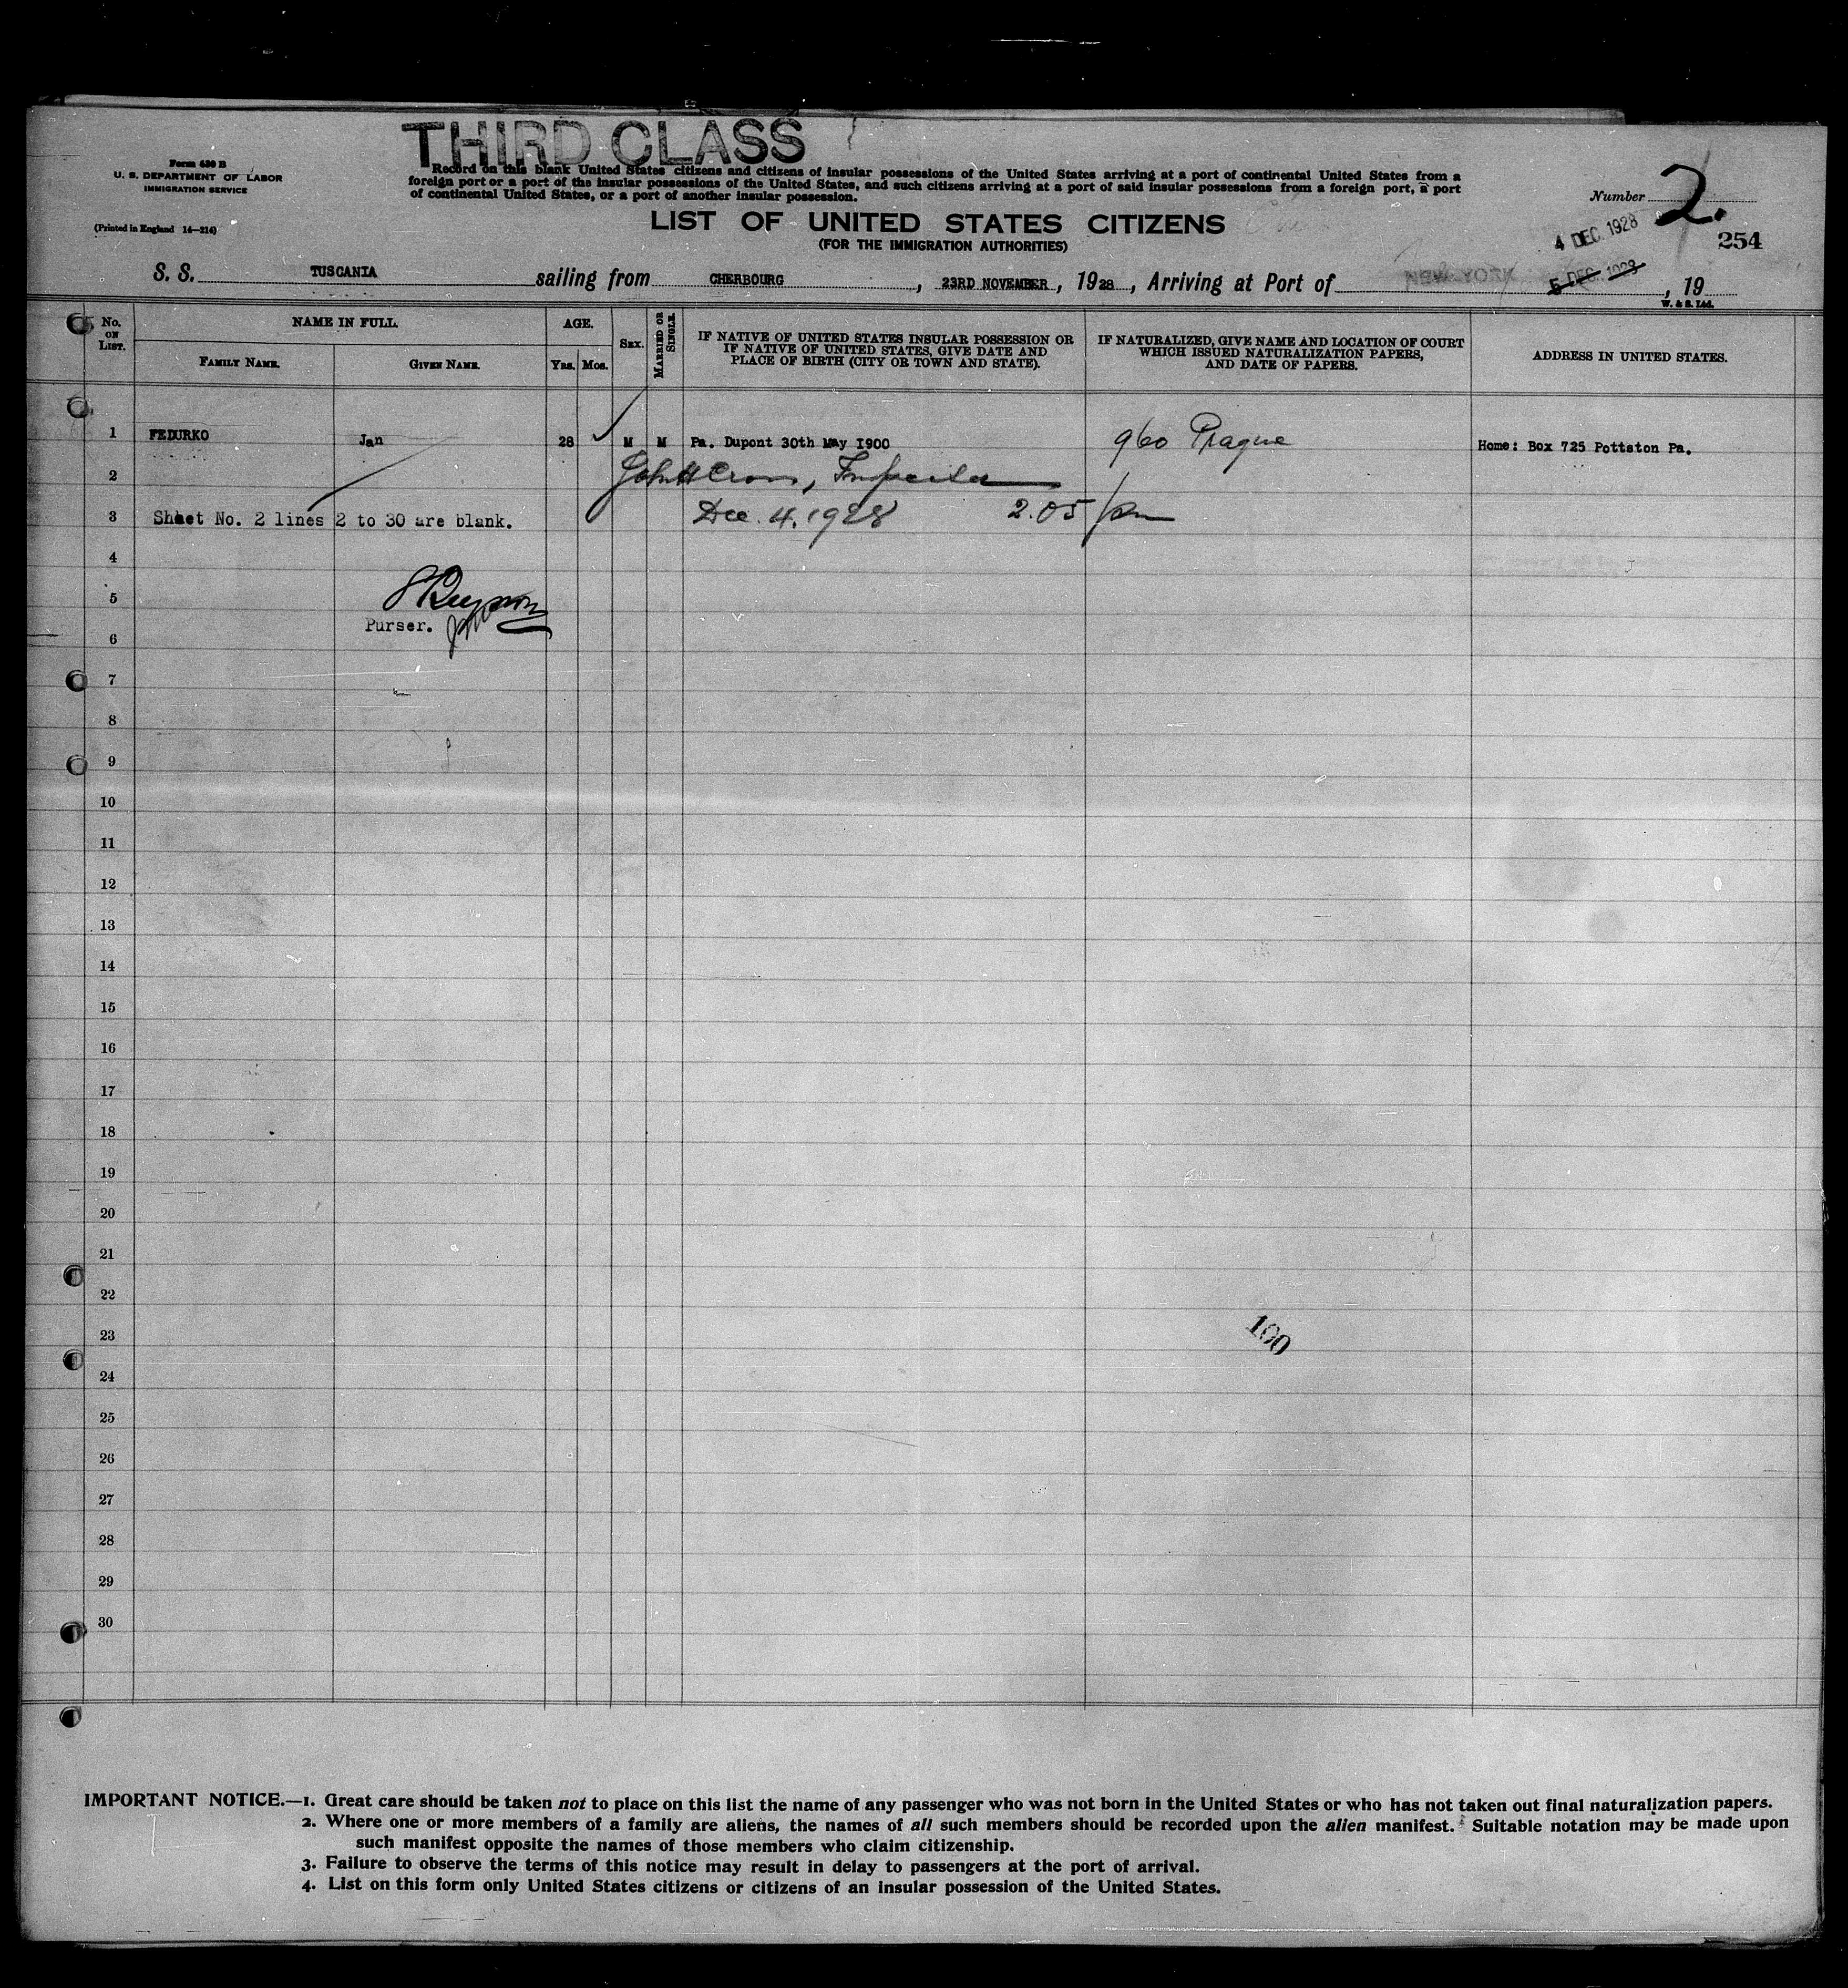 THIRD CLASS
Form 630 B
U. S. DEPARTMENT OF LABOR
IMMIGRATION SERVICE
(Printed in England 14—214)
Record on this blank United States citizens and citizens of insular possessions of the United States arriving at a port of continental United States from a
foreign port or a port of the insular possessions of the United States, and such citizens arriving at a port of said insular possessions from a foreign port, a port
of continental United States, or a port of another insular possession.
LIST OF UNITED STATES CITIZENS
(FOR THE IMMIGRATION AUTHORITIES)
Number 2.
4 DEC. 1928
254
S. S. TUSCANIA sailing from CHERBOURG, 23RD NOVEMBER, 1928, Arriving at Port of NEW YORK 5 DEC. 1928, 19
W. & S. Ltd.
No. ON LIST.
NAME IN FULL.
FAMILY NAME.
GIVEN NAME.
AGE.
YRS. MOS.
SEX.
MARRIED OR SINGLE.
IF NATIVE OF UNITED STATES INSULAR POSSESSION OR
IF NATIVE OF UNITED STATES, GIVE DATE AND
PLACE OF BIRTH (CITY OR TOWN AND STATE).
IF NATURALIZED, GIVE NAME AND LOCATION OF COURT
WHICH ISSUED NATURALIZATION PAPERS,
AND DATE OF PAPERS.
ADDRESS IN UNITED STATES.
1 FEDURKO Jan 28 M M Pa. Dupont 30th May 1900 960 Prague Home: Box 725 Pottston Pa.
2 John H Cron,
3 Sheet No. 2 lines 2 to 30 are blank. Dec. 4. 1928 2.05 pm
4
5
Purser.
6
7
8
9
10
11
12
13
14
15
16
17
18
19
20
21
22
100
23
24
25
26
27
28
29
30
IMPORTANT NOTICE.—1. Great care should be taken not to place on this list the name of any passenger who was not born in the United States or who has not taken out final naturalization papers.
2. Where one or more members of a family are aliens, the names of all such members should be recorded upon the alien manifest. Suitable notation may be made upon
such manifest opposite the names of those members who claim citizenship.
3. Failure to observe the terms of this notice may result in delay to passengers at the port of arrival.
4. List on this form only United States citizens or citizens of an insular possession of the United States.